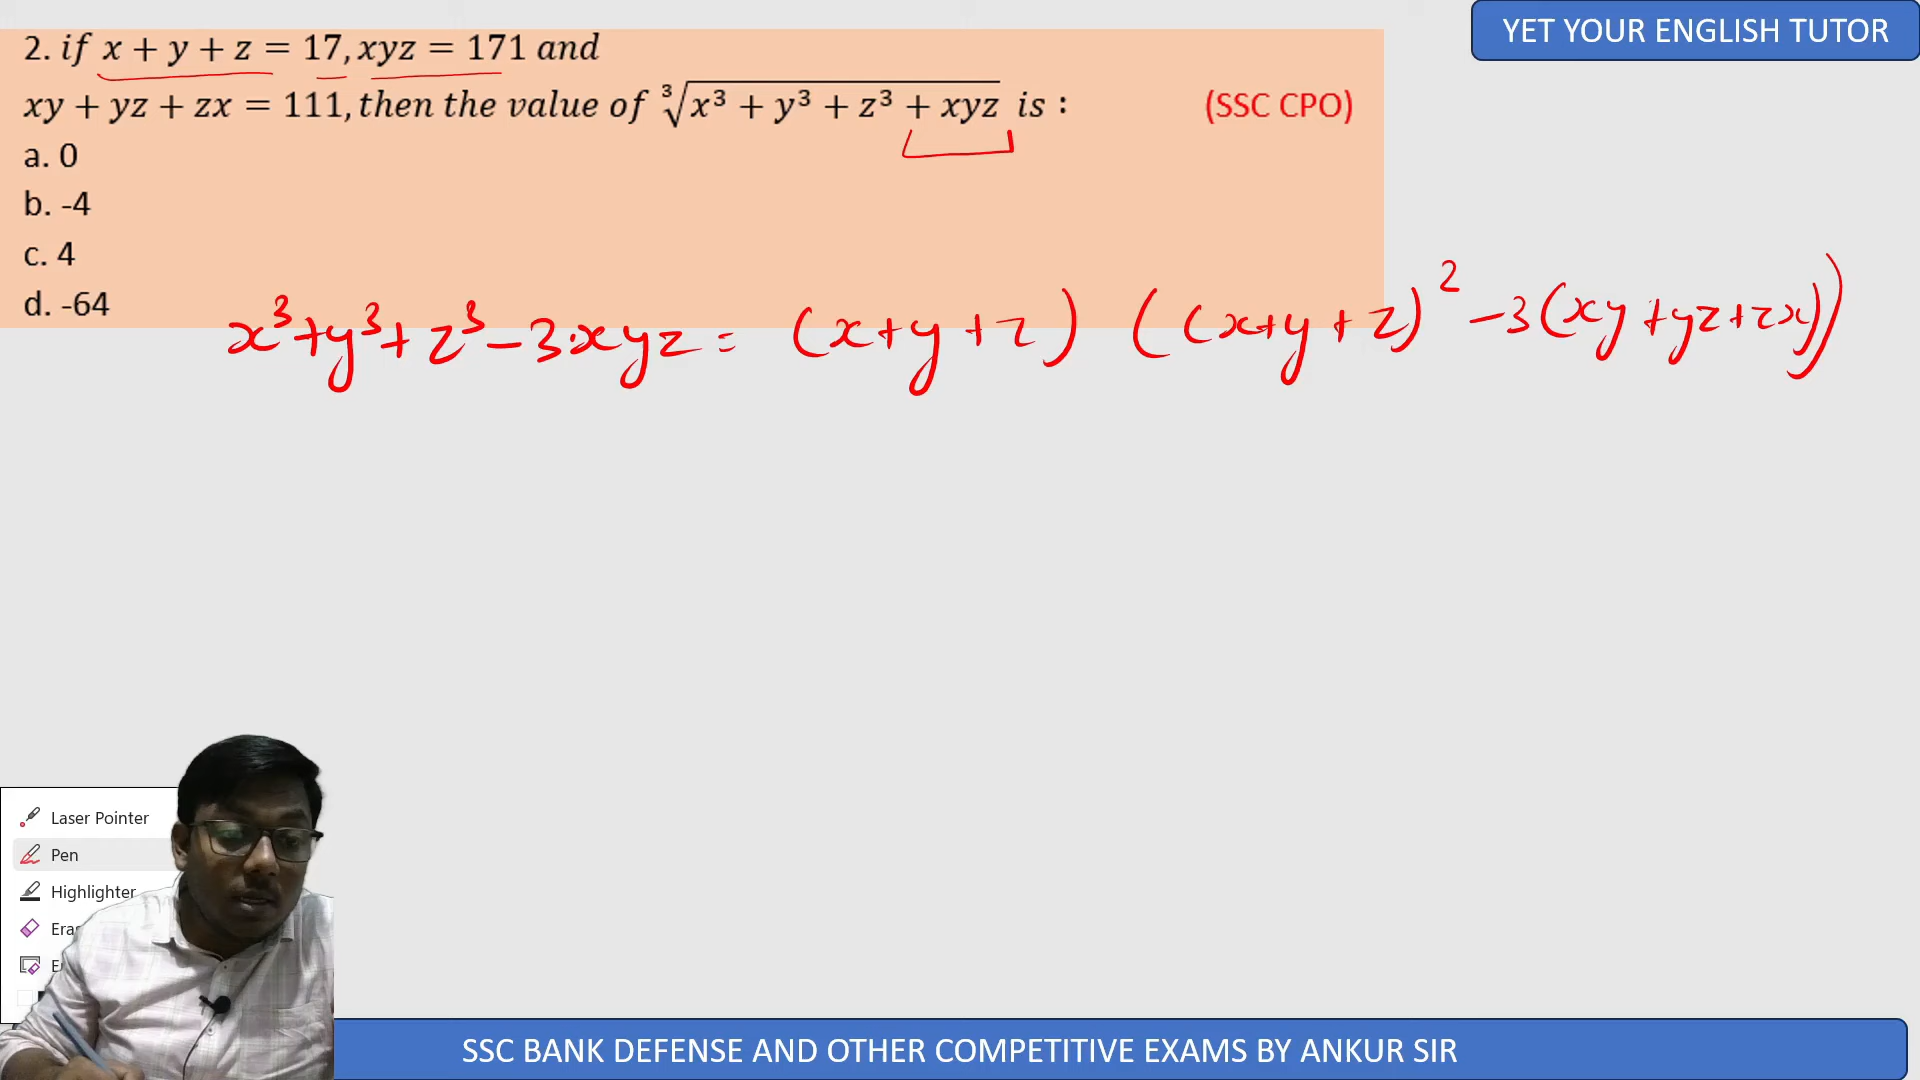 YET YOUR ENGLISH TUTOR
2. if x + y + z = 17, xyz = 171 and
xy + yz + zx = 111, then the value of ∛(x³ + y³ + z³ + xyz) is :
(SSC CPO)
a. 0
b. -4
c. 4
d. -64
x³+y³+z³-3·xyz = (x+y+z) ((x+y+z)² -3(xy+yz+zx))
Laser Pointer
Pen
Highlighter
SSC BANK DEFENSE AND OTHER COMPETITIVE EXAMS BY ANKUR SIR